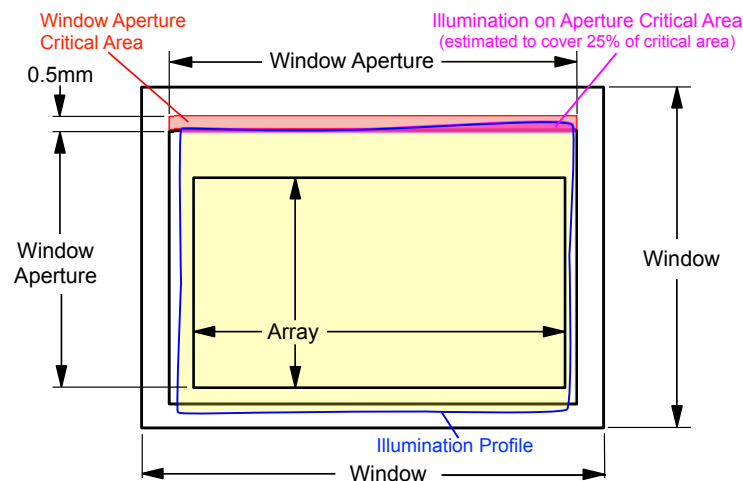 Window Aperture
Critical Area
Illumination on Aperture Critical Area
(estimated to cover 25% of critical area)
Window Aperture
0.5mm
Window
Aperture
Window
Array
Illumination Profile
Window